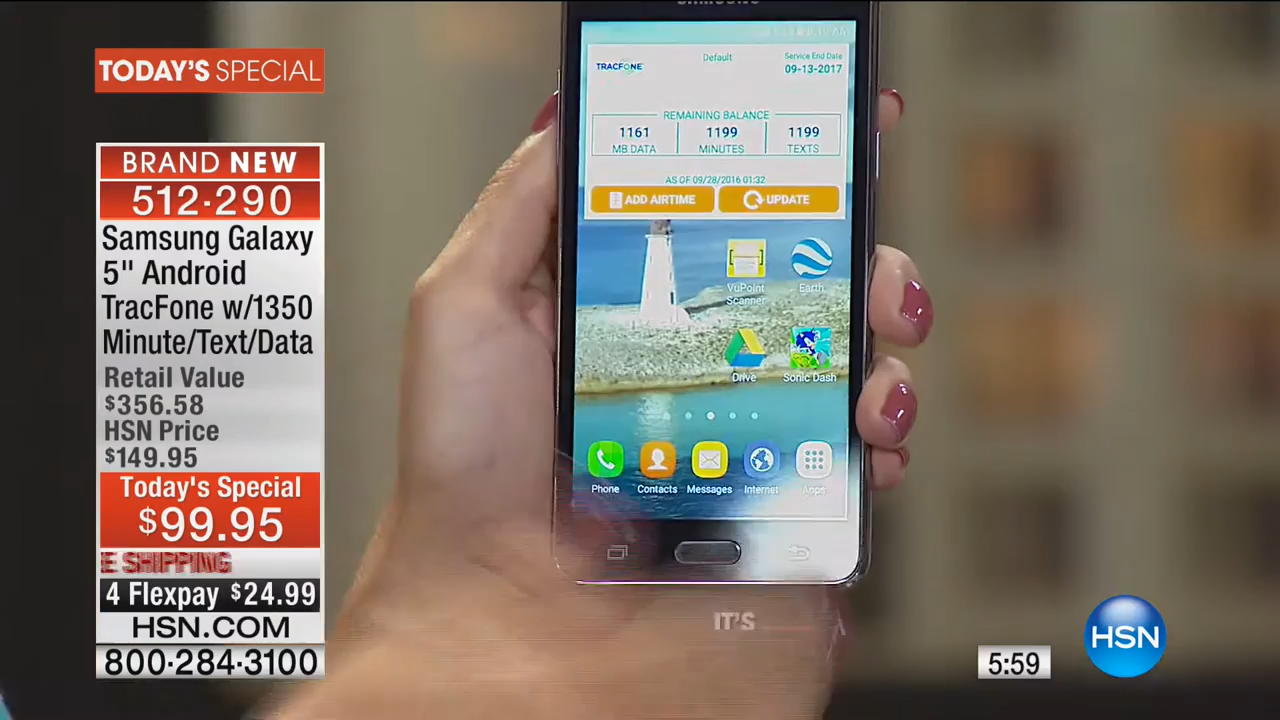 TODAY'S SPECIAL
BRAND NEW
512-290
Samsung Galaxy
5" Android
TracFone w/1350
Minute/Text/Data
Retail Value
$356.58
HSN Price
$149.95
Today's Special
$99.95
E SHIPPING
4 Flexpay $24.99
HSN.COM
800-284-3100
SAMSUNG
TRACFONE
Default
Service End Date
09-13-2017
REMAINING BALANCE
1161 1199 1199
MB DATA MINUTES TEXTS
AS OF 09/28/2016 01:32
ADD AIRTIME UPDATE
VuPoint Earth
Scanner
Drive Sonic Dash
Phone Contacts Messages Internet Apps
IT'S
5:59
HSN